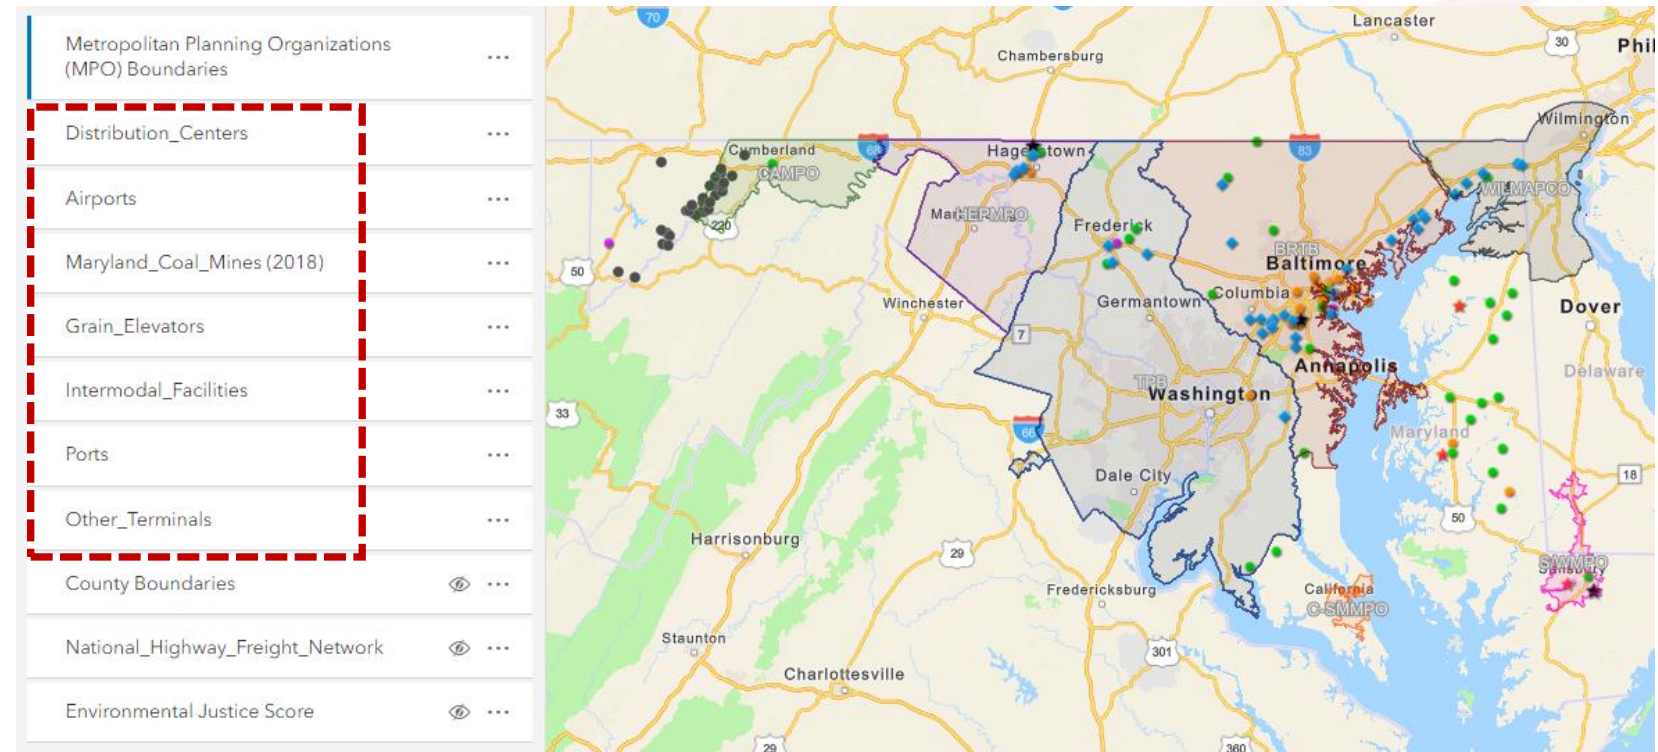 Metropolitan Planning Organizations
(MPO) Boundaries
Distribution_Centers
Airports
Maryland_Coal_Mines (2018)
Grain_Elevators
Intermodal_Facilities
Ports
Other_Terminals
County Boundaries
National_Highway_Freight_Network
Environmental Justice Score
70
Lancaster
Chambersburg
30
Phil
Wilmington
Cumberland
68
Hagerstown
83
CAMPO
WILMAPCO
220
HERMPO
Frederick
BRTB
Baltimore
50
Winchester
Germantown
Columbia
Dover
7
Annapolis
Delaware
TPB
Washington
33
66
Maryland
Dale City
18
50
Harrisonburg
29
S/WMPO
Fredericksburg
California
C-SMMPO
Staunton
301
Charlottesville
29
360